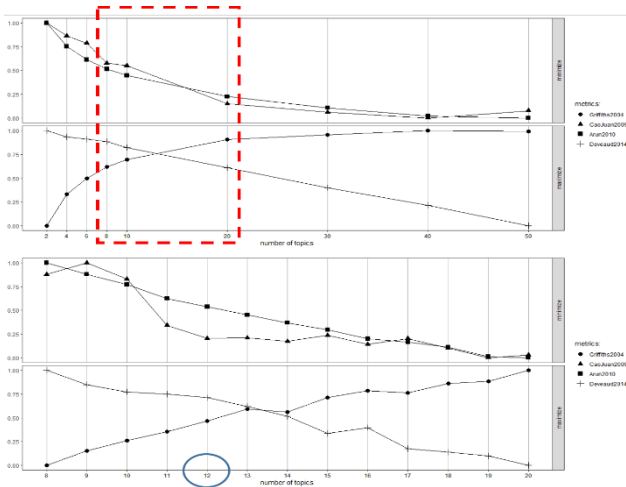 1.00
0.75
0.50
0.25
0.00
minimize
1.00
0.75
0.50
0.25
0.00
maximize
2 4 6 8 10 20 30 40 50
number of topics
metrics:
Griffiths2004
CaoJuan2009
Arun2010
Deveaud2014
1.00
0.75
0.50
0.25
0.00
minimize
1.00
0.75
0.50
0.25
0.00
maximize
8 9 10 11 12 13 14 15 16 17 18 19 20
number of topics
metrics:
Griffiths2004
CaoJuan2009
Arun2010
Deveaud2014